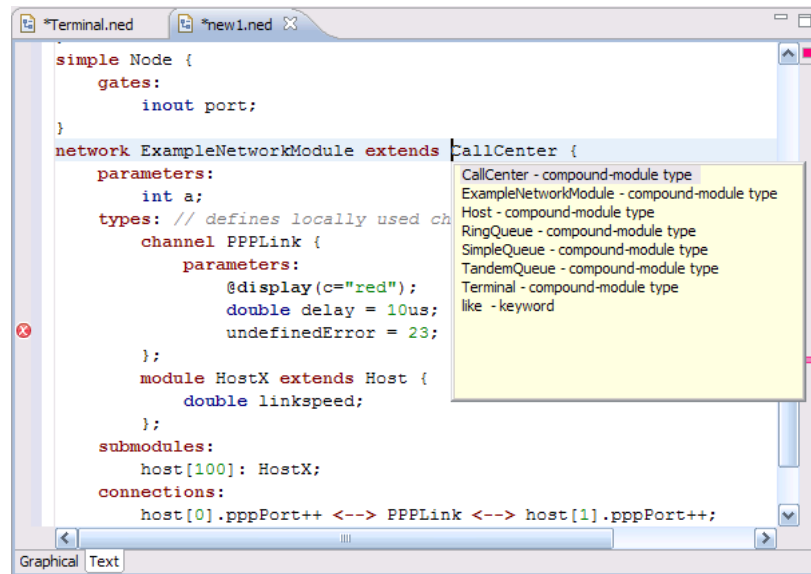 *Terminal.ned *new1.ned
simple Node {
gates:
inout port;
}
network ExampleNetworkModule extends CallCenter {
parameters:
int a;
types: // defines locally used ch
channel PPPLink {
parameters:
@display(c="red");
double delay = 10us;
undefinedError = 23;
};
module HostX extends Host {
double linkspeed;
};
submodules:
host[100]: HostX;
connections:
host[0].pppPort++ <--> PPPLink <--> host[1].pppPort++;
CallCenter - compound-module type
ExampleNetworkModule - compound-module type
Host - compound-module type
RingQueue - compound-module type
SimpleQueue - compound-module type
TandemQueue - compound-module type
Terminal - compound-module type
like - keyword
Graphical Text